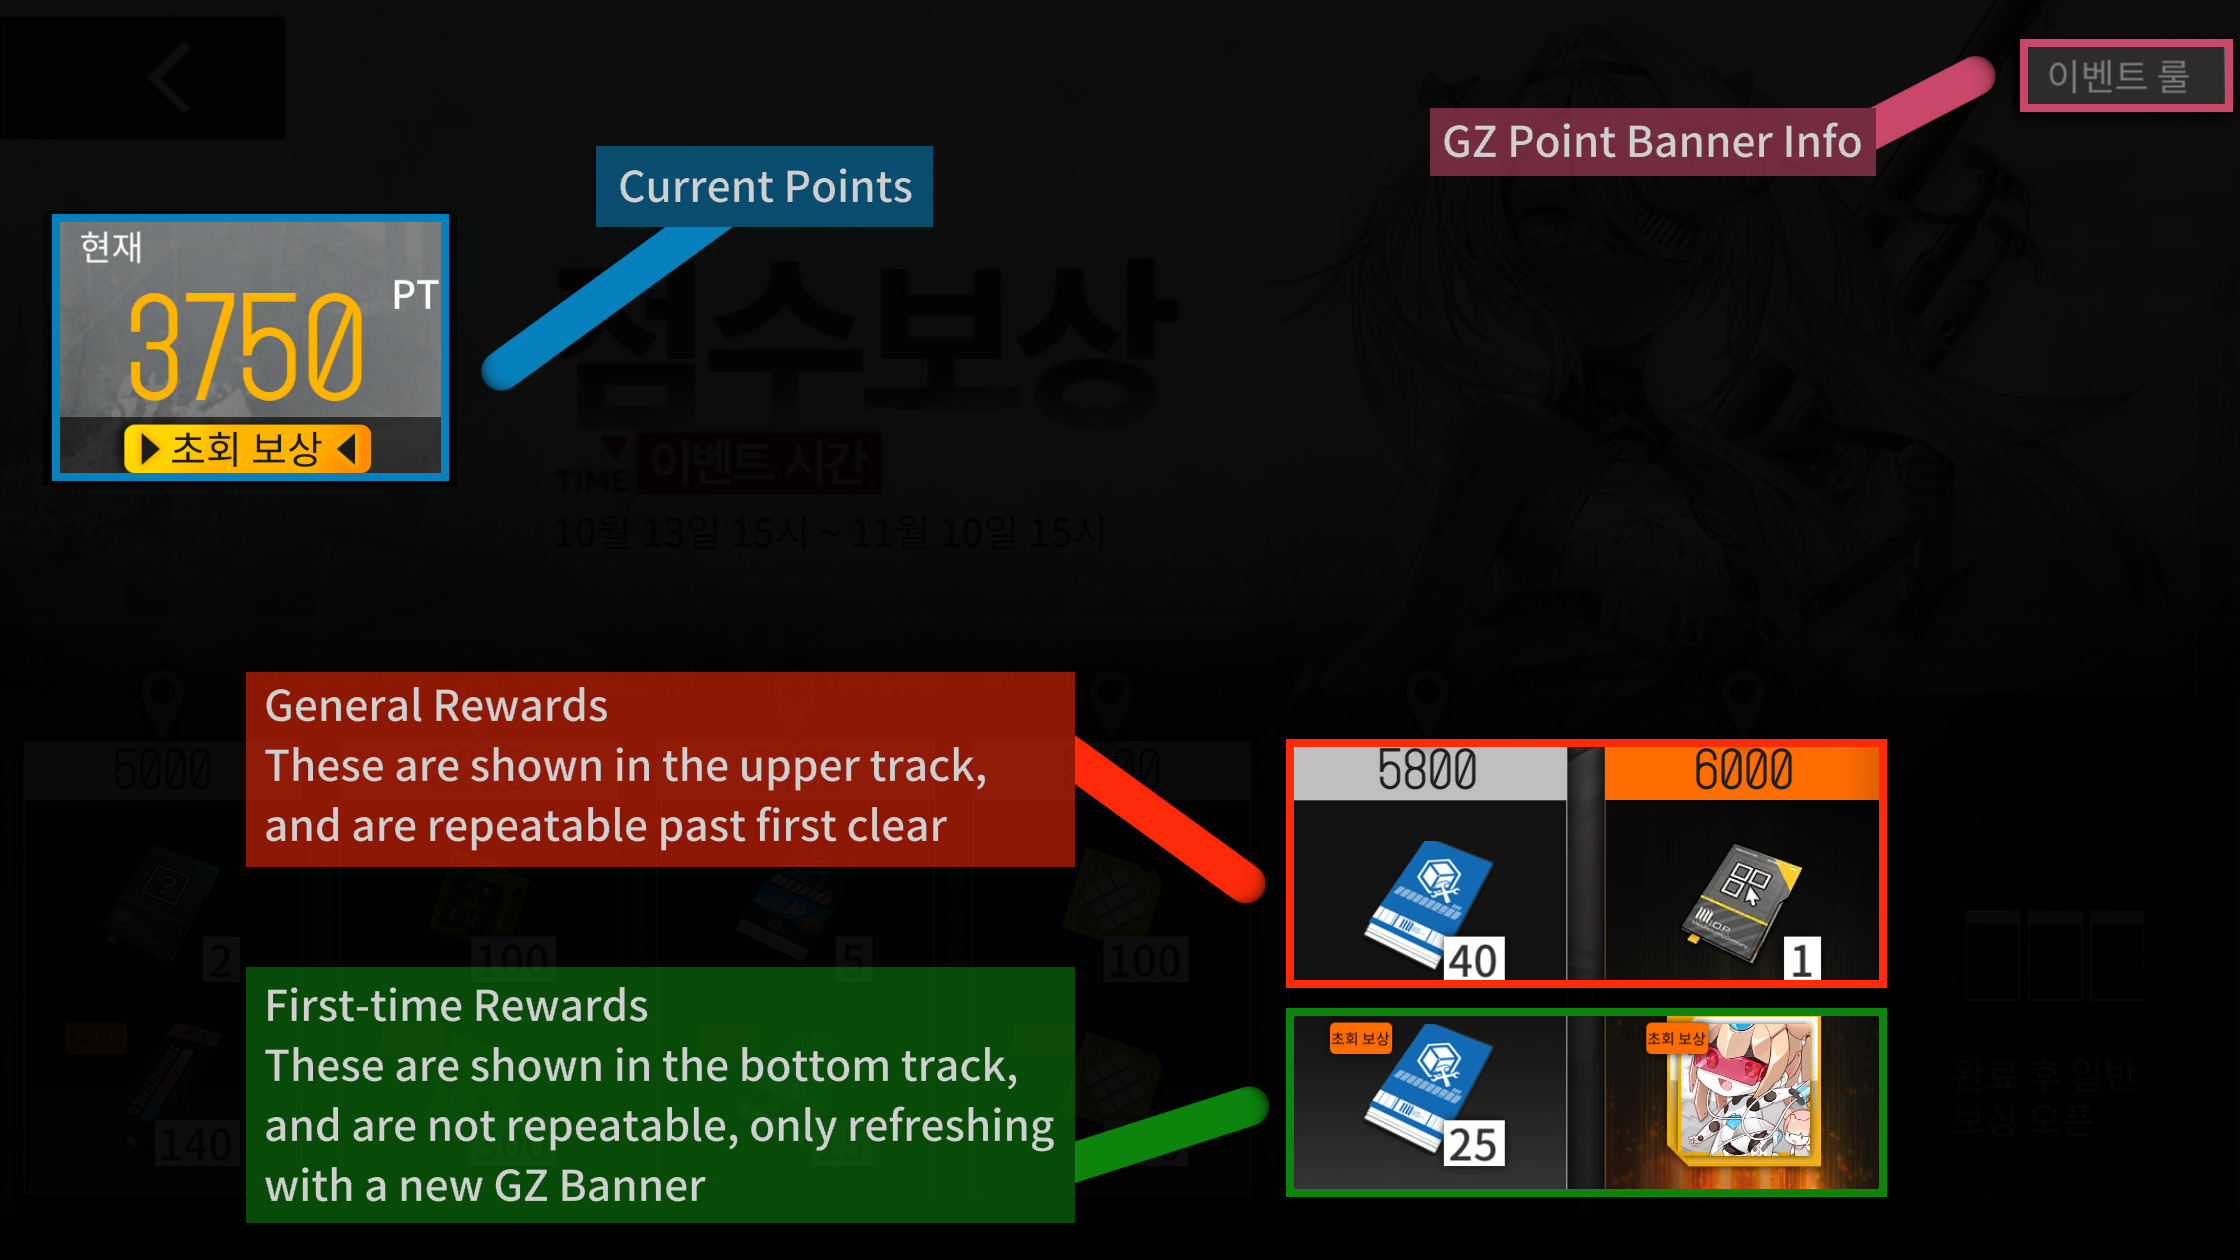 이벤트 룰
GZ Point Banner Info
Current Points
현재
3750 PT
초회 보상
점수보상
TIME 이벤트 시간
10월 13일 15시 ~ 11월 10일 15시
General Rewards
These are shown in the upper track,
and are repeatable past first clear
5000
5800
6000
2
100
5
100
40
1
First-time Rewards
These are shown in the bottom track,
and are not repeatable, only refreshing
with a new GZ Banner
초회 보상
초회 보상
초회 보상
140
25
완료 후 일반
보상 오픈